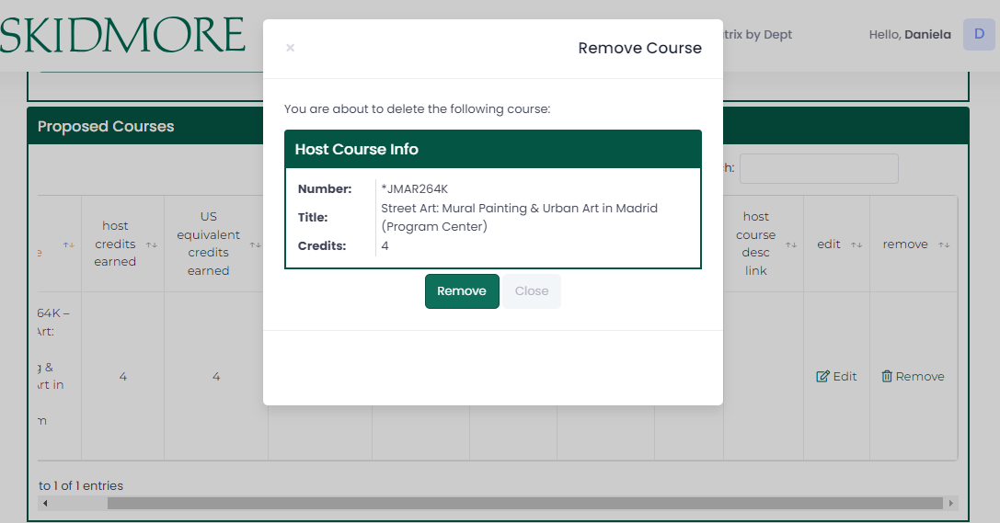 SKIDMORE
trix by Dept
Hello, Daniela
D
×
Remove Course
You are about to delete the following course:
Host Course Info
Number: *JMAR264K
Title: Street Art: Mural Painting & Urban Art in Madrid
(Program Center)
Credits: 4
Remove
Close
Proposed Courses
h:
e
host
credits
earned
US
equivalent
credits
earned
host
course
desc
link
edit
remove
64K –
Art:
g &
Art in
m
4
4
Edit
Remove
to 1 of 1 entries